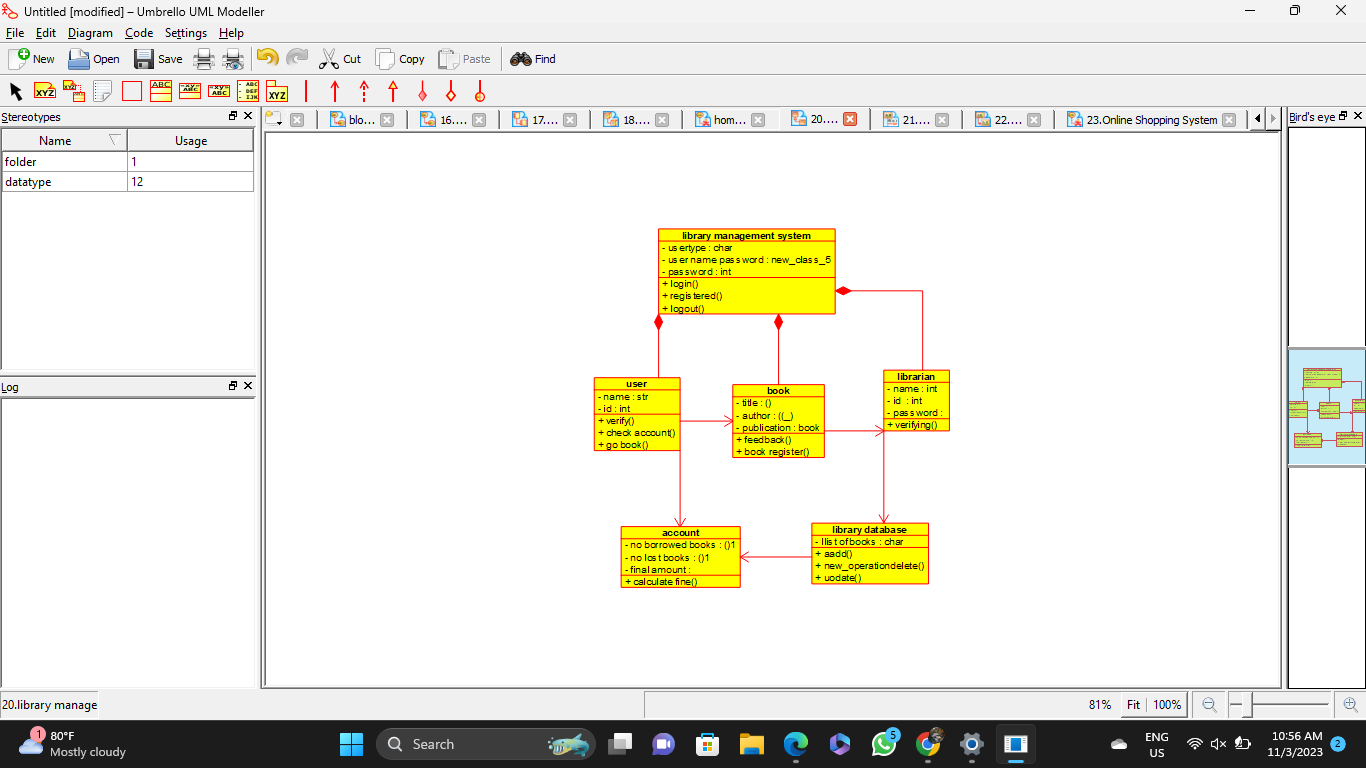 Untitled [modified] – Umbrello UML Modeller
File Edit Diagram Code Settings Help
New Open Save Cut Copy Paste Find
Stereotypes
Name Usage
folder 1
datatype 12
Log
blo... 16.... 17.... 18.... hom... 20.... 21.... 22.... 23.Online Shopping System
Bird's eye
library management system
- usertype : char
- user name password : new_class_5
- password : int
+ login()
+ registered()
+ logout()
user
- name : str
- id : int
+ verify()
+ check account()
+ go book()
book
- title : ()
- author : ((_)
- publication : book
+ feedback()
+ book register()
librarian
- name : int
- id : int
- password :
+ verifying()
account
- no borrowed books : ()1
- no lost books : ()1
- final amount :
+ calculate fine()
library database
- llist of books : char
+ aadd()
+ new_operationdelete()
+ uodate()
20.library manage
81% Fit 100%
1
80°F
Mostly cloudy
Search
5
ENG
US
10:56 AM
11/3/2023
2